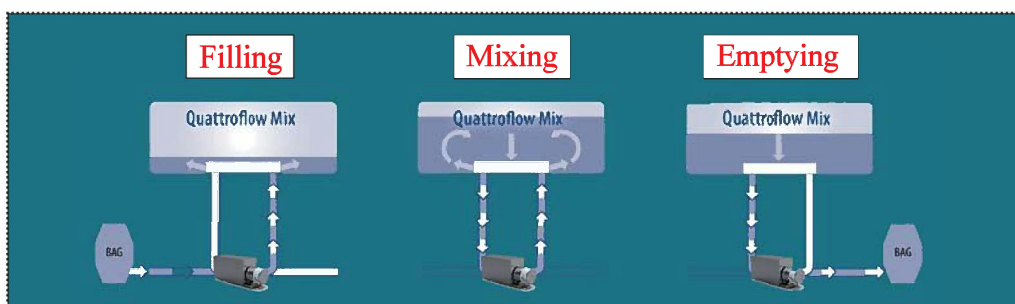 Filling
Mixing
Emptying
Quattroflow Mix
Quattroflow Mix
Quattroflow Mix
BAG
BAG